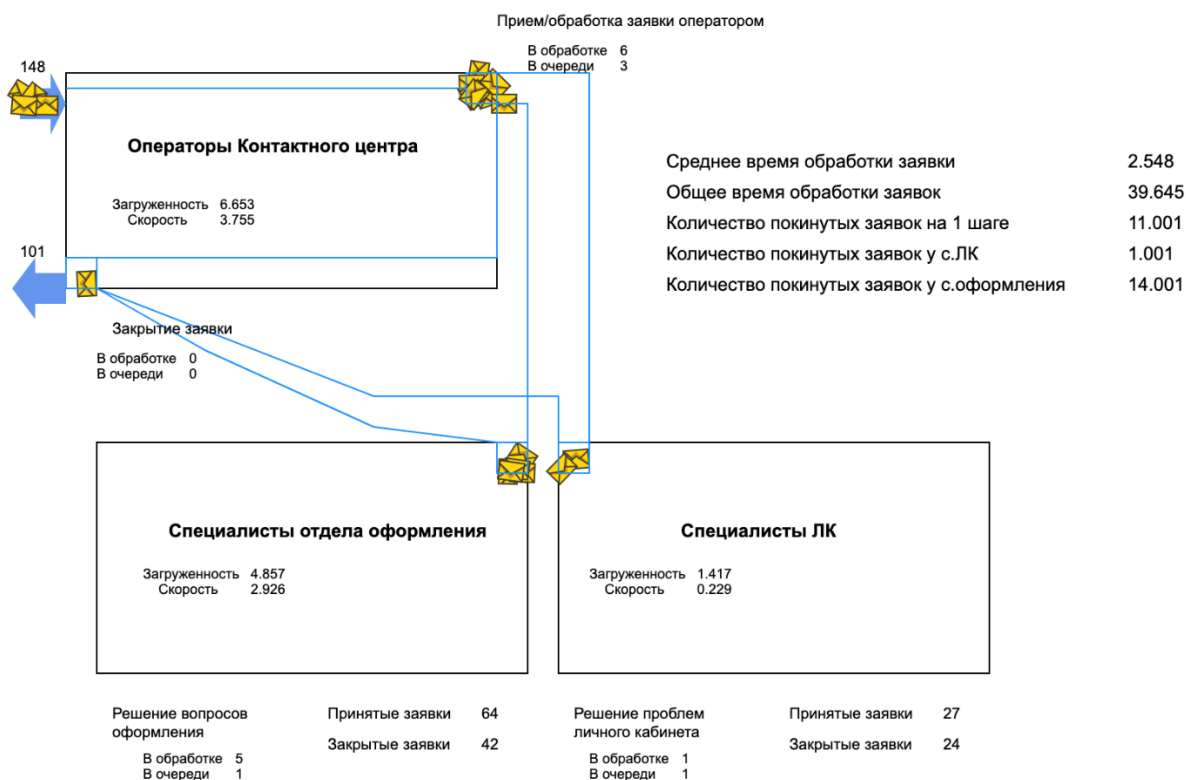 Прием/обработка заявки оператором
В обработке 6
В очереди 3
148
Операторы Контактного центра
Загруженность 6.653
Скорость 3.755
Среднее время обработки заявки 2.548
Общее время обработки заявок 39.645
Количество покинутых заявок на 1 шаге 11.001
Количество покинутых заявок у с.ЛК 1.001
Количество покинутых заявок у с.оформления 14.001
101
Закрытие заявки
В обработке 0
В очереди 0
Специалисты отдела оформления
Загруженность 4.857
Скорость 2.926
Специалисты ЛК
Загруженность 1.417
Скорость 0.229
Решение вопросов
оформления
В обработке 5
В очереди 1
Принятые заявки 64
Закрытые заявки 42
Решение проблем
личного кабинета
В обработке 1
В очереди 1
Принятые заявки 27
Закрытые заявки 24